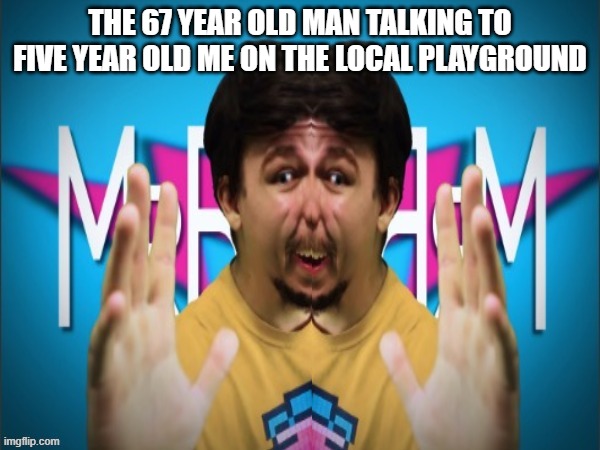 THE 67 YEAR OLD MAN TALKING TO
FIVE YEAR OLD ME ON THE LOCAL PLAYGROUND
imgflip.com